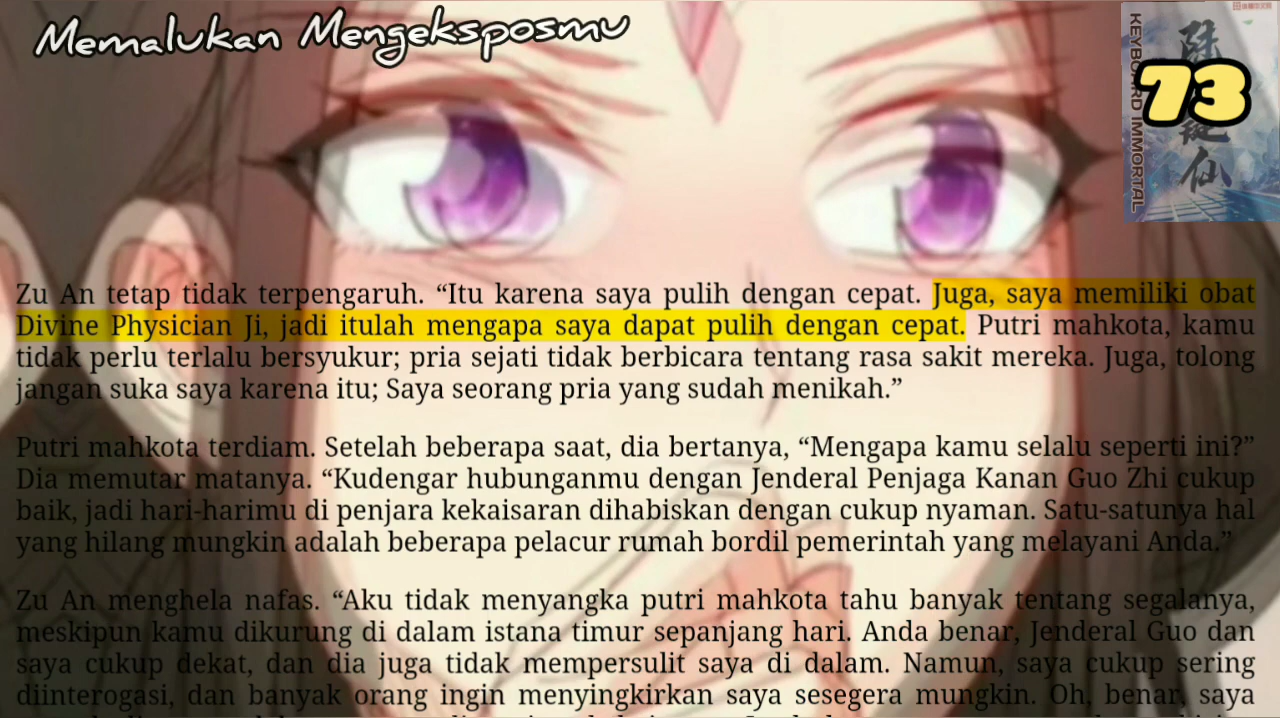 Memalukan Mengeksposmu
73
KEYBOARD IMMORTAL
Zu An tetap tidak terpengaruh. “Itu karena saya pulih dengan cepat. Juga, saya memiliki obat
Divine Physician Ji, jadi itulah mengapa saya dapat pulih dengan cepat. Putri mahkota, kamu
tidak perlu terlalu bersyukur; pria sejati tidak berbicara tentang rasa sakit mereka. Juga, tolong
jangan suka saya karena itu; Saya seorang pria yang sudah menikah.”
Putri mahkota terdiam. Setelah beberapa saat, dia bertanya, “Mengapa kamu selalu seperti ini?”
Dia memutar matanya. “Kudengar hubunganmu dengan Jenderal Penjaga Kanan Guo Zhi cukup
baik, jadi hari-harimu di penjara kekaisaran dihabiskan dengan cukup nyaman. Satu-satunya hal
yang hilang mungkin adalah beberapa pelacur rumah bordil pemerintah yang melayani Anda.”
Zu An menghela nafas. “Aku tidak menyangka putri mahkota tahu banyak tentang segalanya,
meskipun kamu dikurung di dalam istana timur sepanjang hari. Anda benar, Jenderal Guo dan
saya cukup dekat, dan dia juga tidak mempersulit saya di dalam. Namun, saya cukup sering
diinterogasi, dan banyak orang ingin menyingkirkan saya sesegera mungkin. Oh, benar, saya